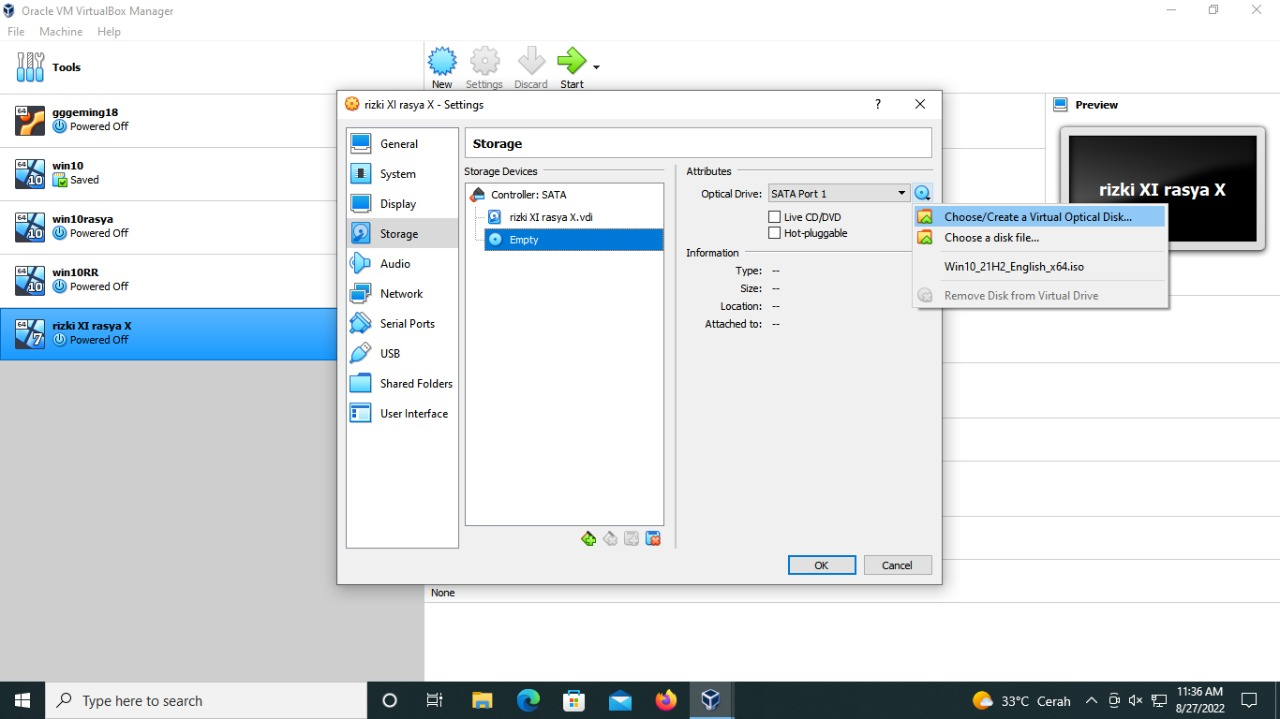 Oracle VM VirtualBox Manager
File Machine Help
Tools
New Settings Discard Start
gggeming18
Powered Off
win10
Saved
win10rasya
Powered Off
win10RR
Powered Off
rizki XI rasya X
Powered Off
Preview
rizki XI rasya X
rizki XI rasya X - Settings
General
System
Display
Storage
Audio
Network
Serial Ports
USB
Shared Folders
User Interface
Storage
Storage Devices
Controller: SATA
rizki XI rasya X.vdi
Empty
Attributes
Optical Drive: SATA Port 1
Live CD/DVD
Hot-pluggable
Information
Type: --
Size: --
Location: --
Attached to: --
Choose/Create a Virtual Optical Disk...
Choose a disk file...
Win10_21H2_English_x64.iso
Remove Disk from Virtual Drive
OK Cancel
None
Type here to search
33°C Cerah
11:36 AM
8/27/2022